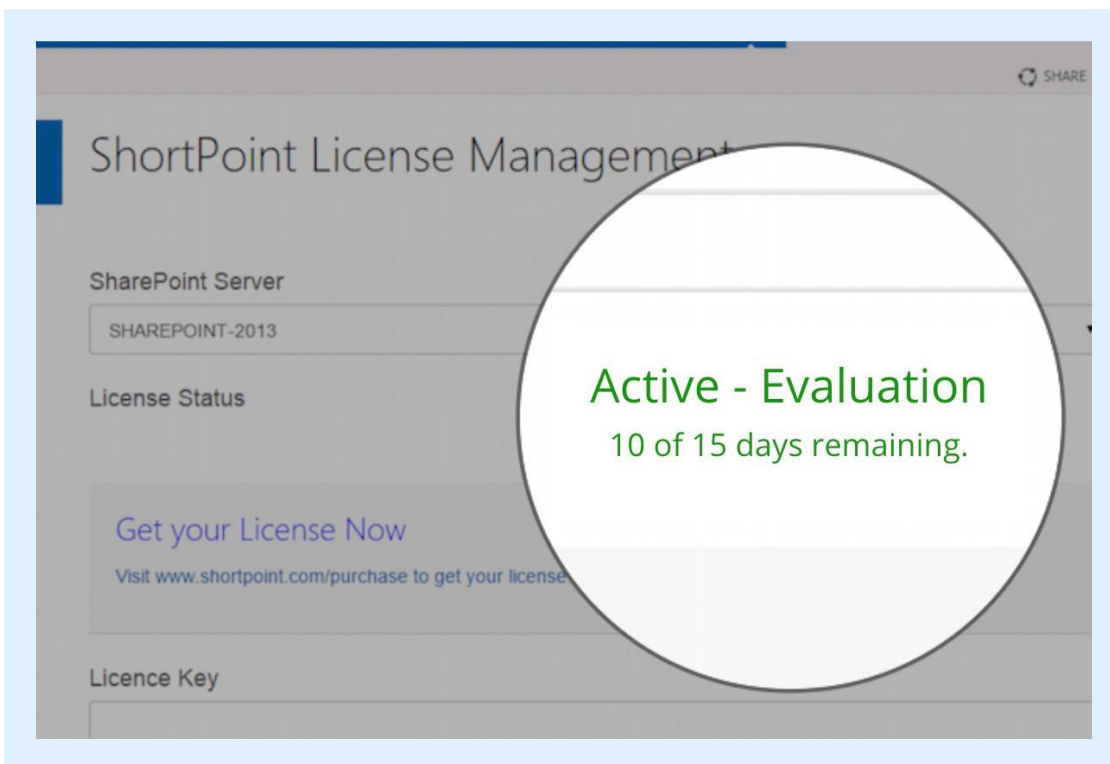 SHARE
ShortPoint License Management
SharePoint Server
SHAREPOINT-2013
License Status
Active - Evaluation
10 of 15 days remaining.
Get your License Now
Visit www.shortpoint.com/purchase to get your license
Licence Key